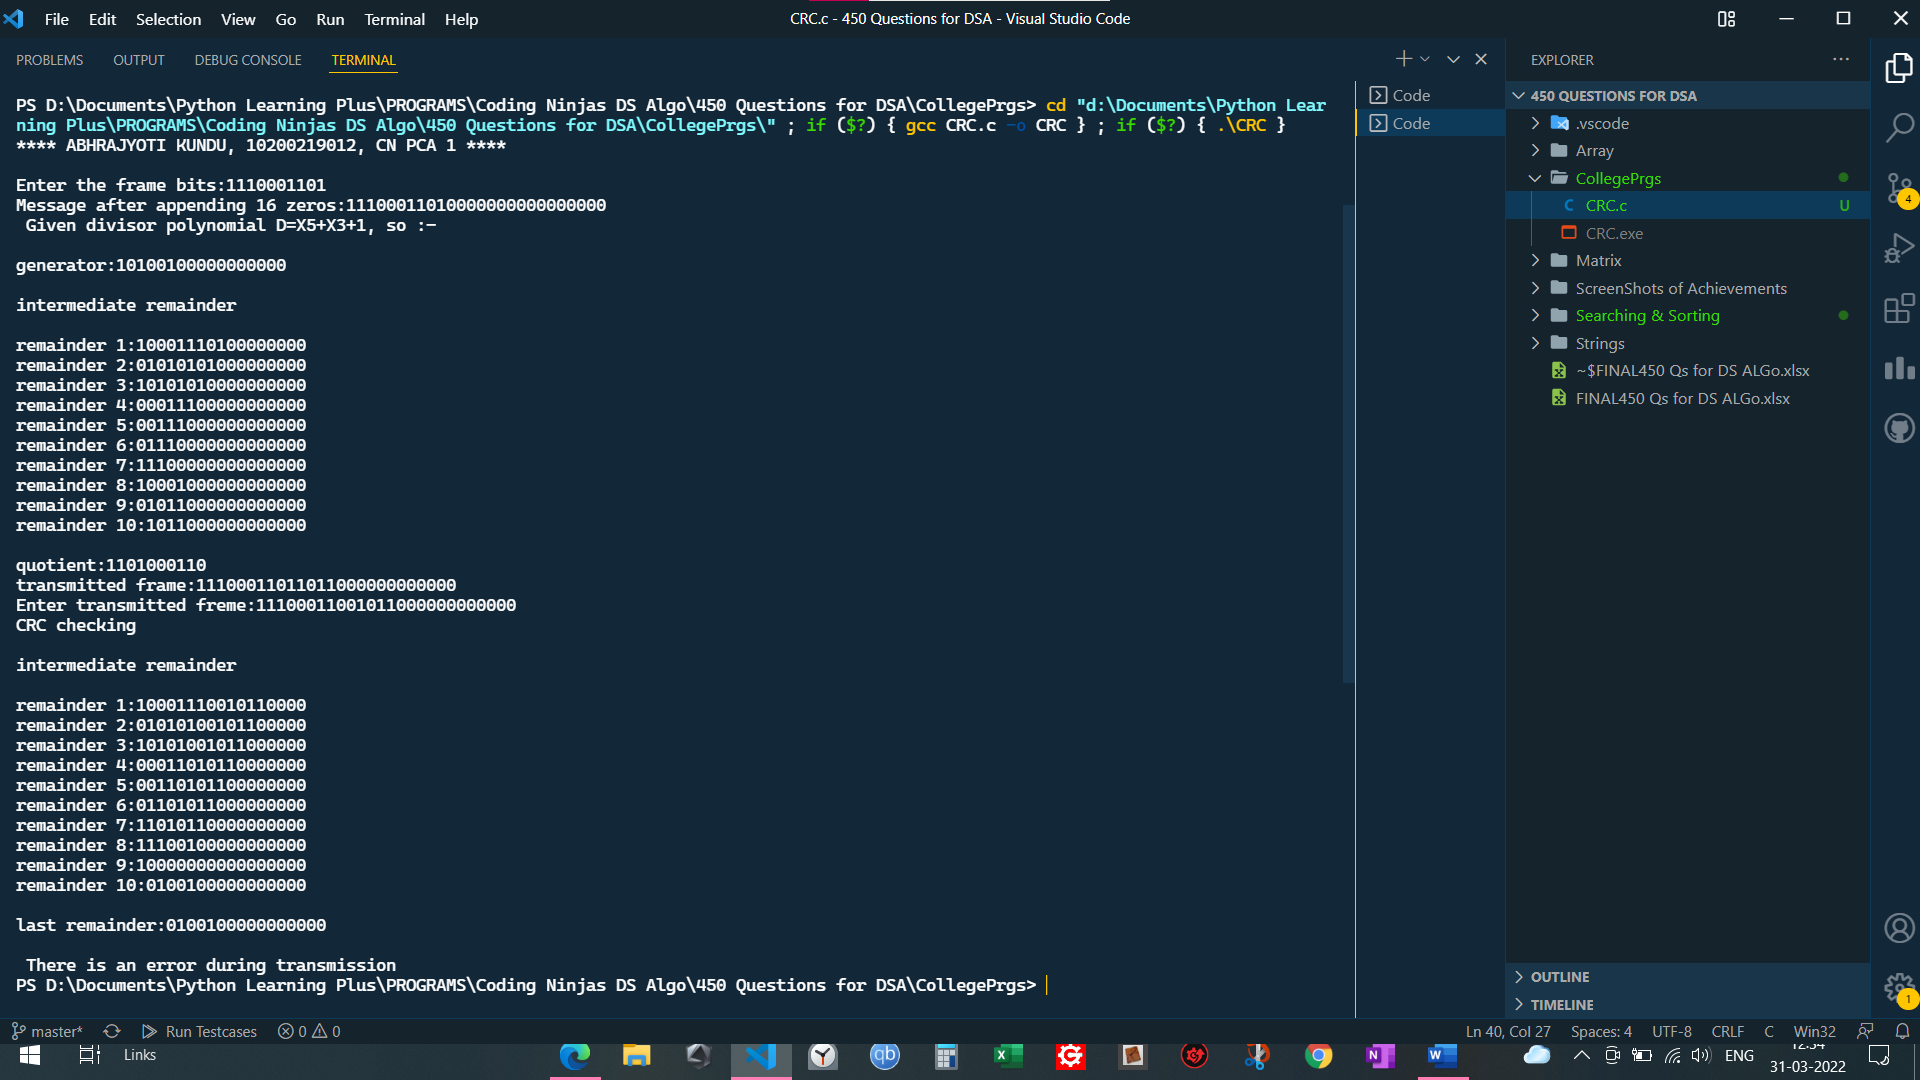 File Edit Selection View Go Run Terminal Help
CRC.c - 450 Questions for DSA - Visual Studio Code
PROBLEMS OUTPUT DEBUG CONSOLE TERMINAL
PS D:\Documents\Python Learning Plus\PROGRAMS\Coding Ninjas DS Algo\450 Questions for DSA\CollegePrgs> cd "d:\Documents\Python Lear
ning Plus\PROGRAMS\Coding Ninjas DS Algo\450 Questions for DSA\CollegePrgs\" ; if ($?) { gcc CRC.c -o CRC } ; if ($?) { .\CRC }
**** ABHRAJYOTI KUNDU, 10200219012, CN PCA 1 ****
Enter the frame bits:1110001101
Message after appending 16 zeros:11100011010000000000000000
Given divisor polynomial D=X5+X3+1, so :-
generator:10100100000000000
intermediate remainder
remainder 1:10001110100000000
remainder 2:01010101000000000
remainder 3:10101010000000000
remainder 4:00011100000000000
remainder 5:00111000000000000
remainder 6:01110000000000000
remainder 7:11100000000000000
remainder 8:10001000000000000
remainder 9:01011000000000000
remainder 10:1011000000000000
quotient:1101000110
transmitted frame:11100011011011000000000000
Enter transmitted freme:11100011001011000000000000
CRC checking
intermediate remainder
remainder 1:10001110010110000
remainder 2:01010100101100000
remainder 3:10101001011000000
remainder 4:00011010110000000
remainder 5:00110101100000000
remainder 6:01101011000000000
remainder 7:11010110000000000
remainder 8:11100100000000000
remainder 9:10000000000000000
remainder 10:0100100000000000
last remainder:0100100000000000
There is an error during transmission
PS D:\Documents\Python Learning Plus\PROGRAMS\Coding Ninjas DS Algo\450 Questions for DSA\CollegePrgs>
Code
Code
EXPLORER
450 QUESTIONS FOR DSA
.vscode
Array
CollegePrgs
C CRC.c U
CRC.exe
Matrix
ScreenShots of Achievements
Searching & Sorting
Strings
~$FINAL450 Qs for DS ALGo.xlsx
FINAL450 Qs for DS ALGo.xlsx
OUTLINE
TIMELINE
4
1
master* Run Testcases 0 0
Ln 40, Col 27 Spaces: 4 UTF-8 CRLF C Win32
Links
qb
ENG
12:54
31-03-2022